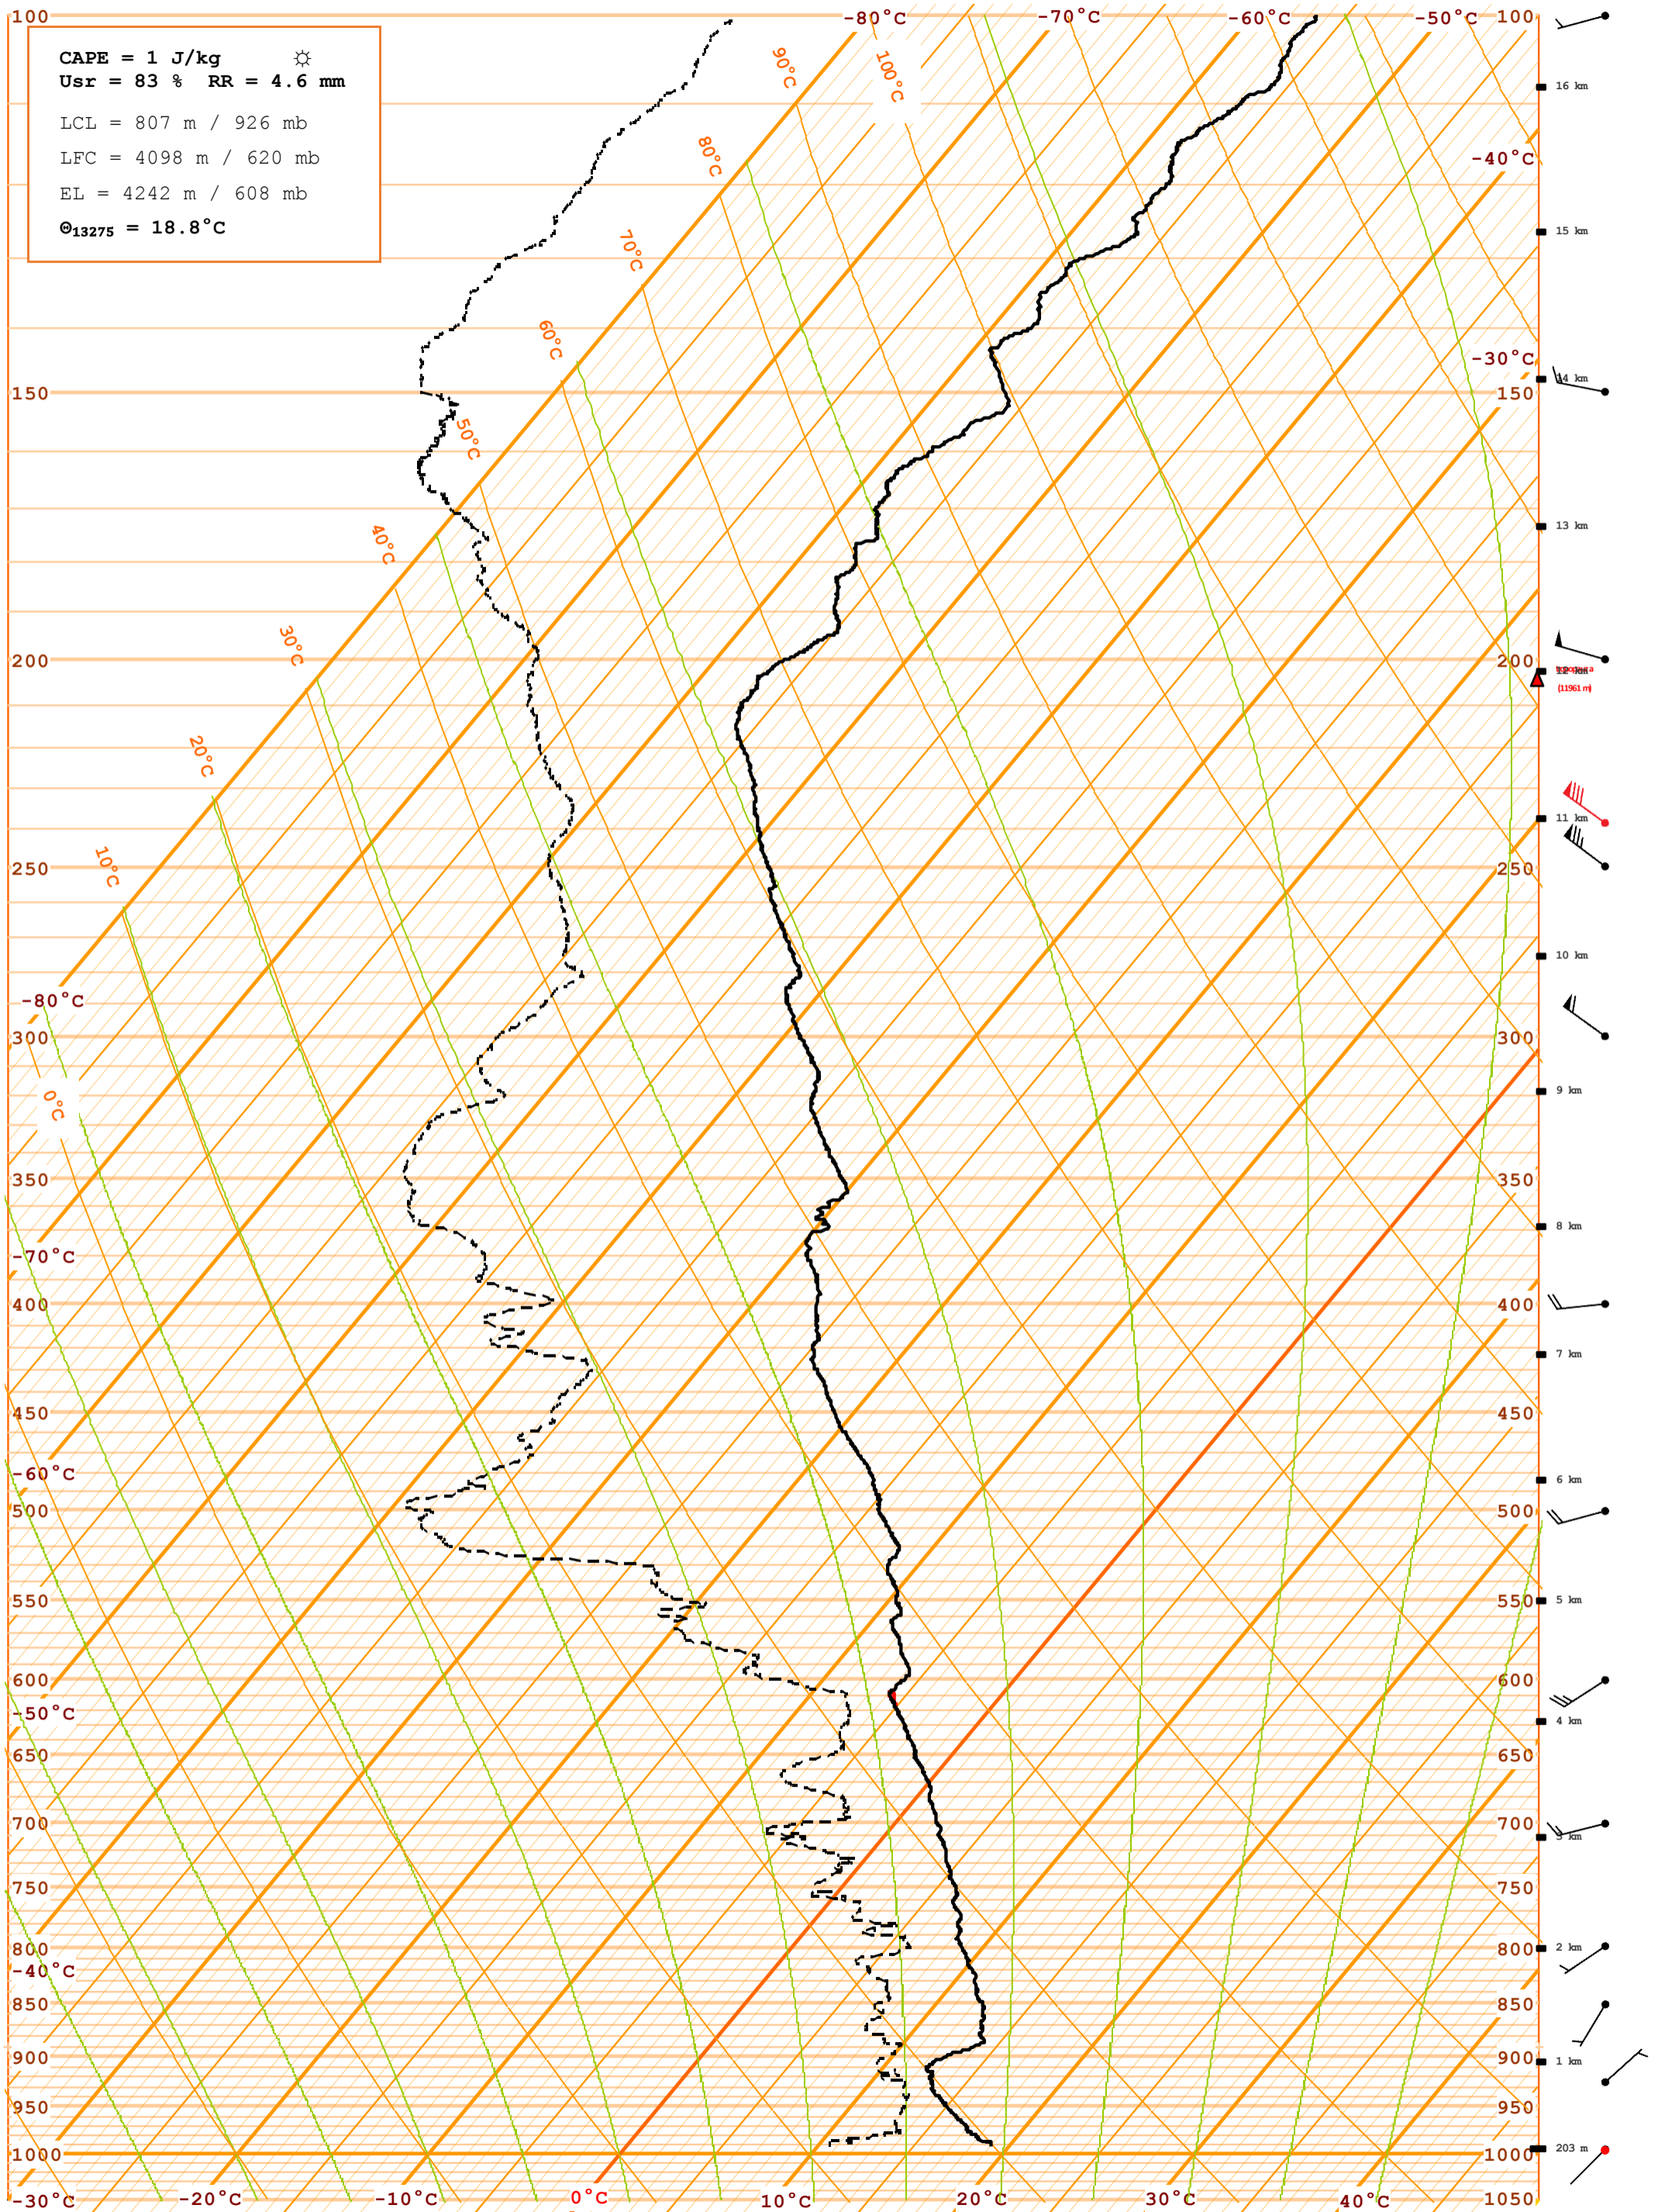 100 -80°C -70°C -60°C -50°C 100
CAPE = 1 J/kg ☼
Usr = 83 % RR = 4.6 mm
LCL = 807 m / 926 mb
LFC = 4098 m / 620 mb
EL = 4242 m / 608 mb
Θ13275 = 18.8°C
90°C 100°C
16 km
80°C -40°C
15 km
70°C
60°C -30°C
14 km
150 150
50°C
13 km
40°C
30°C
200 200
12 km
(11961 m)
20°C
11 km
10°C
250 250
10 km
-80°C
300 300
9 km
0°C
350 350
8 km
-70°C
400 400
7 km
450 450
-60°C 6 km
500 500
550 550 5 km
600 600
-50°C 4 km
650 650
700 700
3 km
750 750
800 800 2 km
-40°C
850 850
900 900 1 km
950 950
1000 1000 203 m
-30°C -20°C -10°C 0°C 10°C 20°C 30°C 40°C 1050